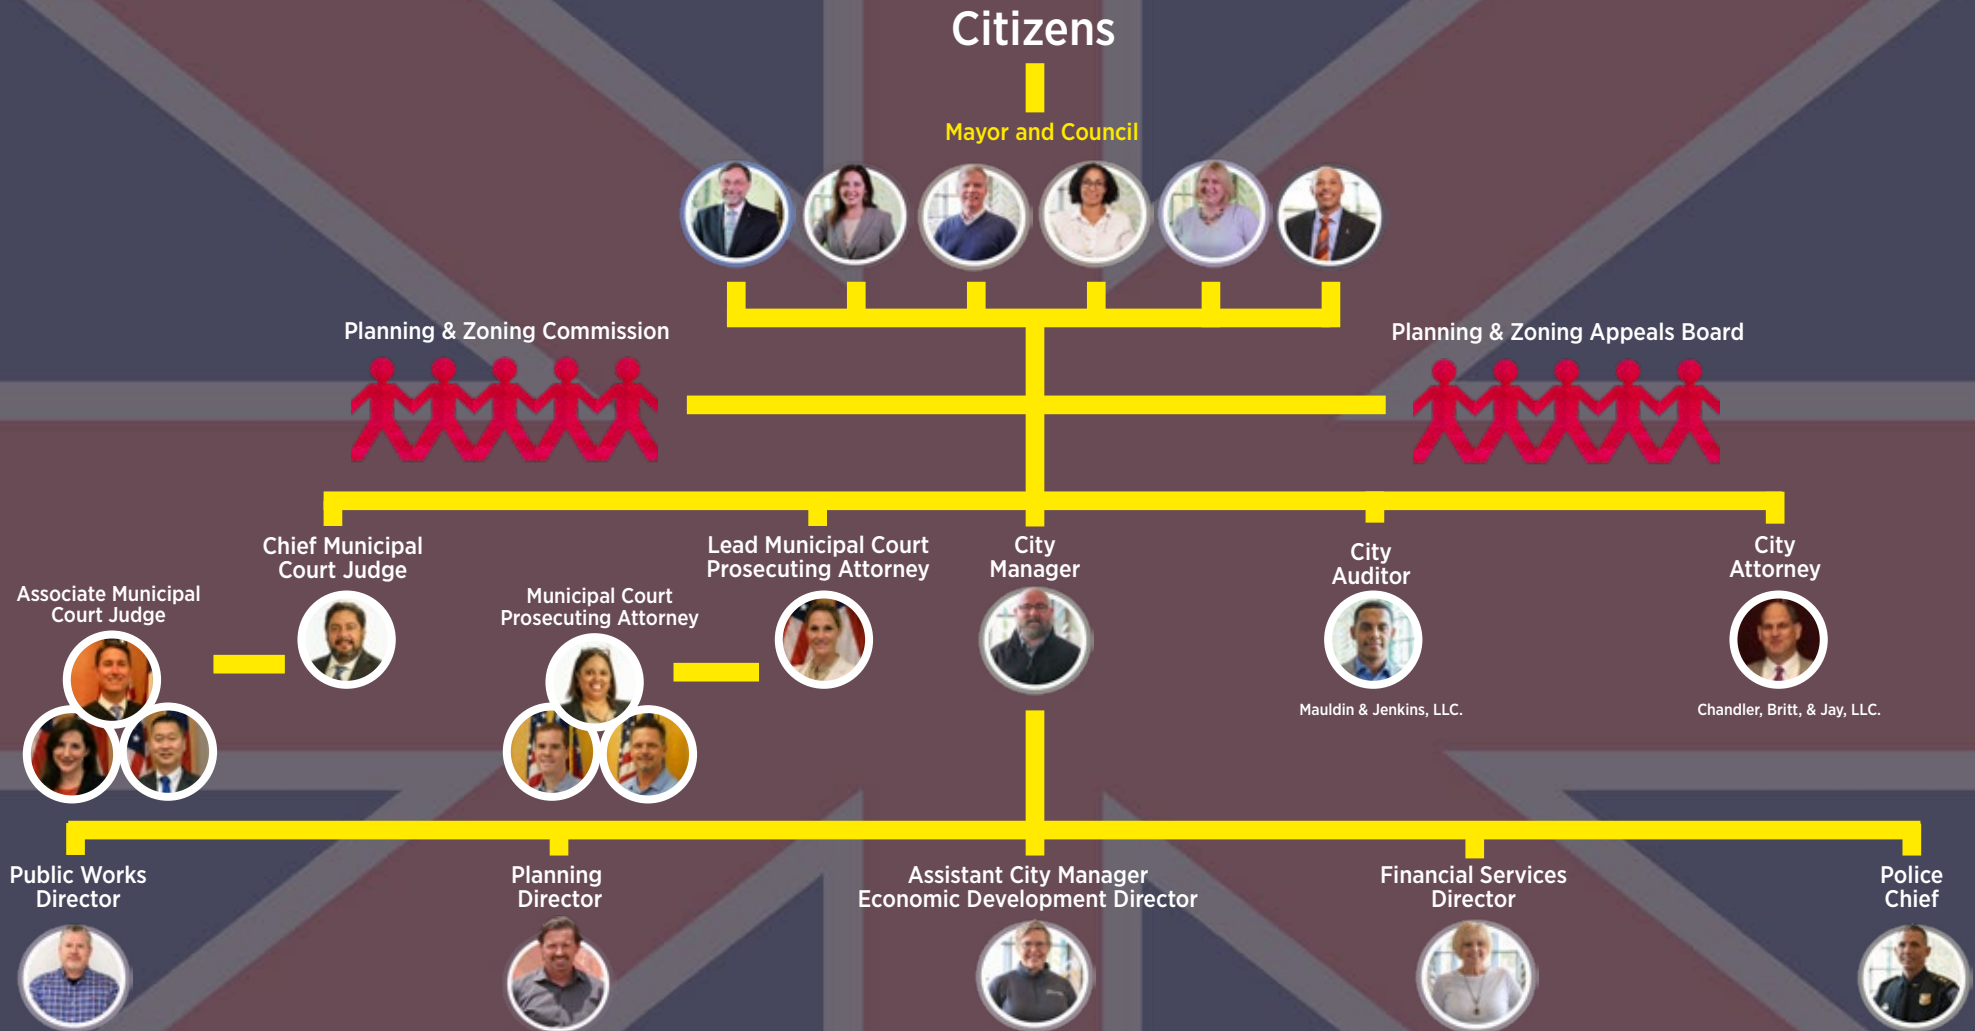 Citizens
Mayor and Council
Planning & Zoning Commission
Planning & Zoning Appeals Board
Chief Municipal
Court Judge
Lead Municipal Court
Prosecuting Attorney
City
Manager
City
Auditor
City
Attorney
Associate Municipal
Court Judge
Municipal Court
Prosecuting Attorney
Mauldin & Jenkins, LLC.
Chandler, Britt, & Jay, LLC.
Public Works
Director
Planning
Director
Assistant City Manager
Economic Development Director
Financial Services
Director
Police
Chief